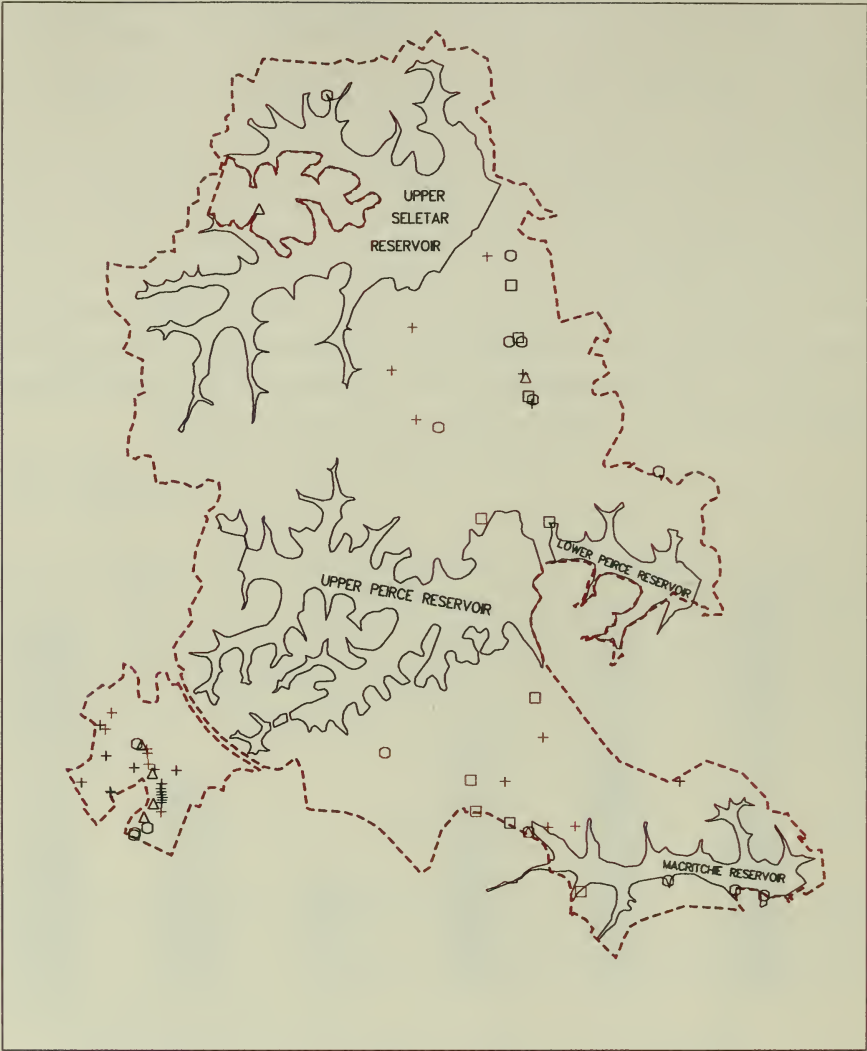 UPPER
SELETAR
RESERVOIR
LOWER PEIRCE RESERVOIR
UPPER PEIRCE RESERVOIR
MACRITCHIE RESERVOIR